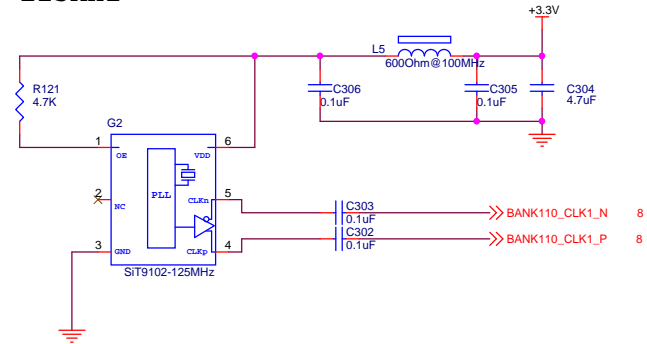 +3.3V
L5
600Ohm@100MHz
R121
4.7K
C306
0.1uF
C305
0.1uF
C304
4.7uF
G2
1
6
OE
VDD
PLL
2
5
NC
CLKn
3
4
GND
CLKp
SiT9102-125MHz
C303
0.1uF
BANK110_CLK1_N 8
C302
0.1uF
BANK110_CLK1_P 8